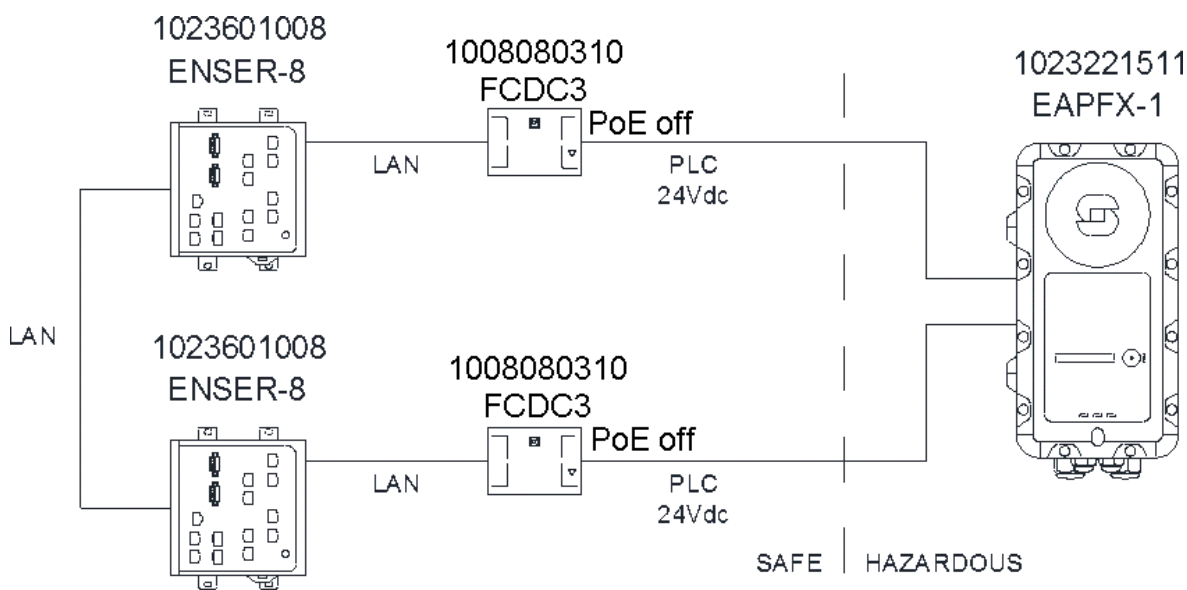 1023601008
ENSER-8
1008080310
FCDC3
PoE off
LAN
PLC
24Vdc
1023221511
EAPFX-1
LAN
1023601008
ENSER-8
1008080310
FCDC3
PoE off
LAN
PLC
24Vdc
SAFE
HAZARDOUS